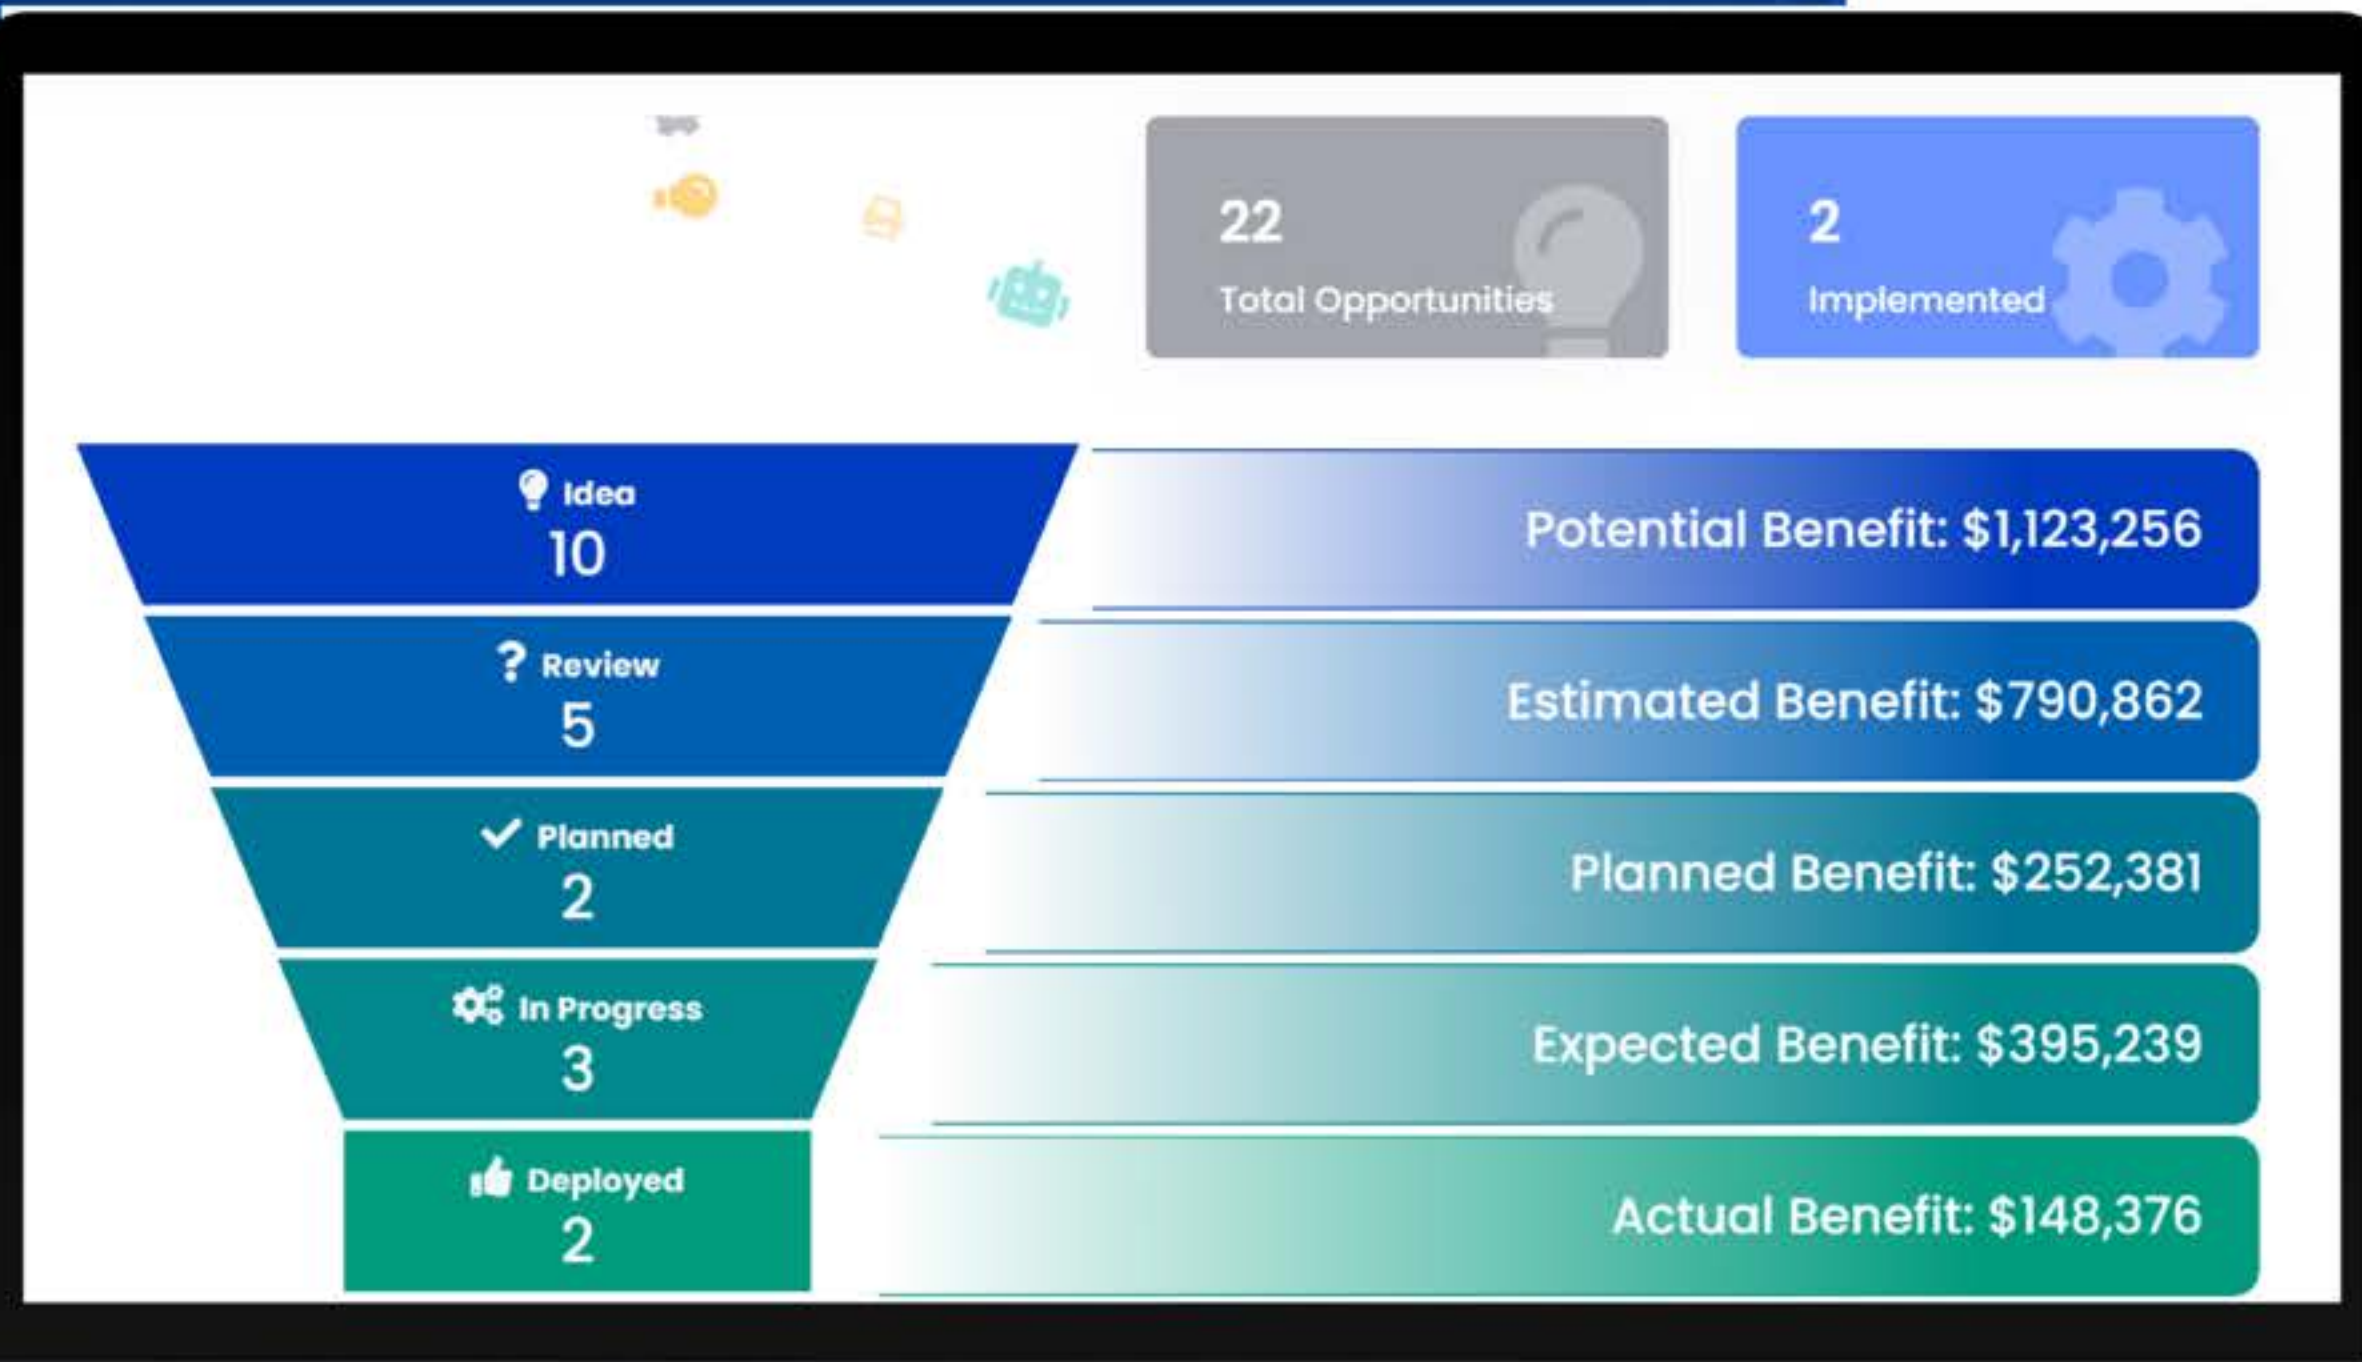 22
Total Opportunities
2
Implemented
Idea
10
Potential Benefit: $1,123,256
Review
5
Estimated Benefit: $790,862
Planned
2
Planned Benefit: $252,381
In Progress
3
Expected Benefit: $395,239
Deployed
2
Actual Benefit: $148,376